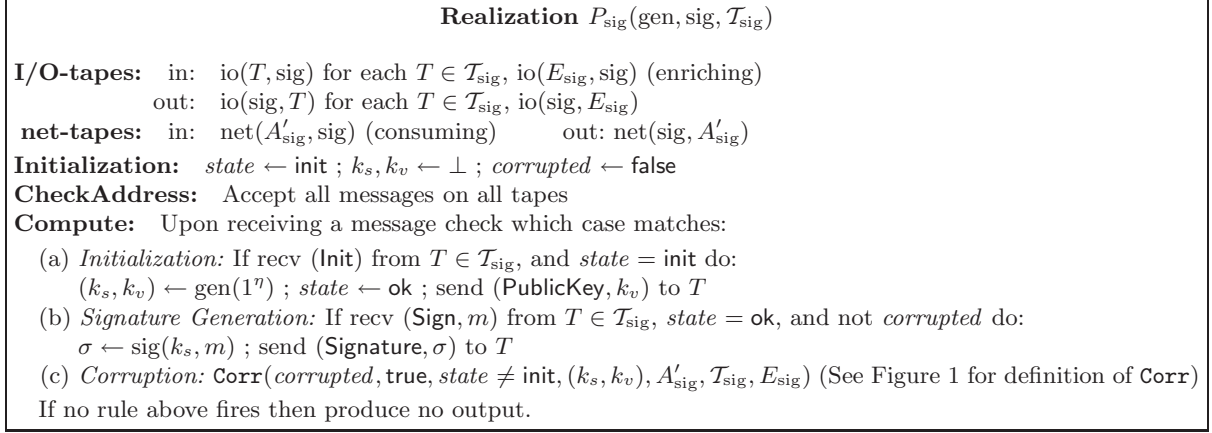 Realization P_sig(gen, sig, 𝒯_sig)
I/O-tapes: in: io(T, sig) for each T ∈ 𝒯_sig, io(E_sig, sig) (enriching)
out: io(sig, T) for each T ∈ 𝒯_sig, io(sig, E_sig)
net-tapes: in: net(A′_sig, sig) (consuming) out: net(sig, A′_sig)
Initialization: state ← init ; k_s, k_v ← ⊥ ; corrupted ← false
CheckAddress: Accept all messages on all tapes
Compute: Upon receiving a message check which case matches:
(a) Initialization: If recv (Init) from T ∈ 𝒯_sig, and state = init do:
(k_s, k_v) ← gen(1^η) ; state ← ok ; send (PublicKey, k_v) to T
(b) Signature Generation: If recv (Sign, m) from T ∈ 𝒯_sig, state = ok, and not corrupted do:
σ ← sig(k_s, m) ; send (Signature, σ) to T
(c) Corruption: Corr(corrupted, true, state ≠ init, (k_s, k_v), A′_sig, 𝒯_sig, E_sig) (See Figure 1 for definition of Corr)
If no rule above fires then produce no output.